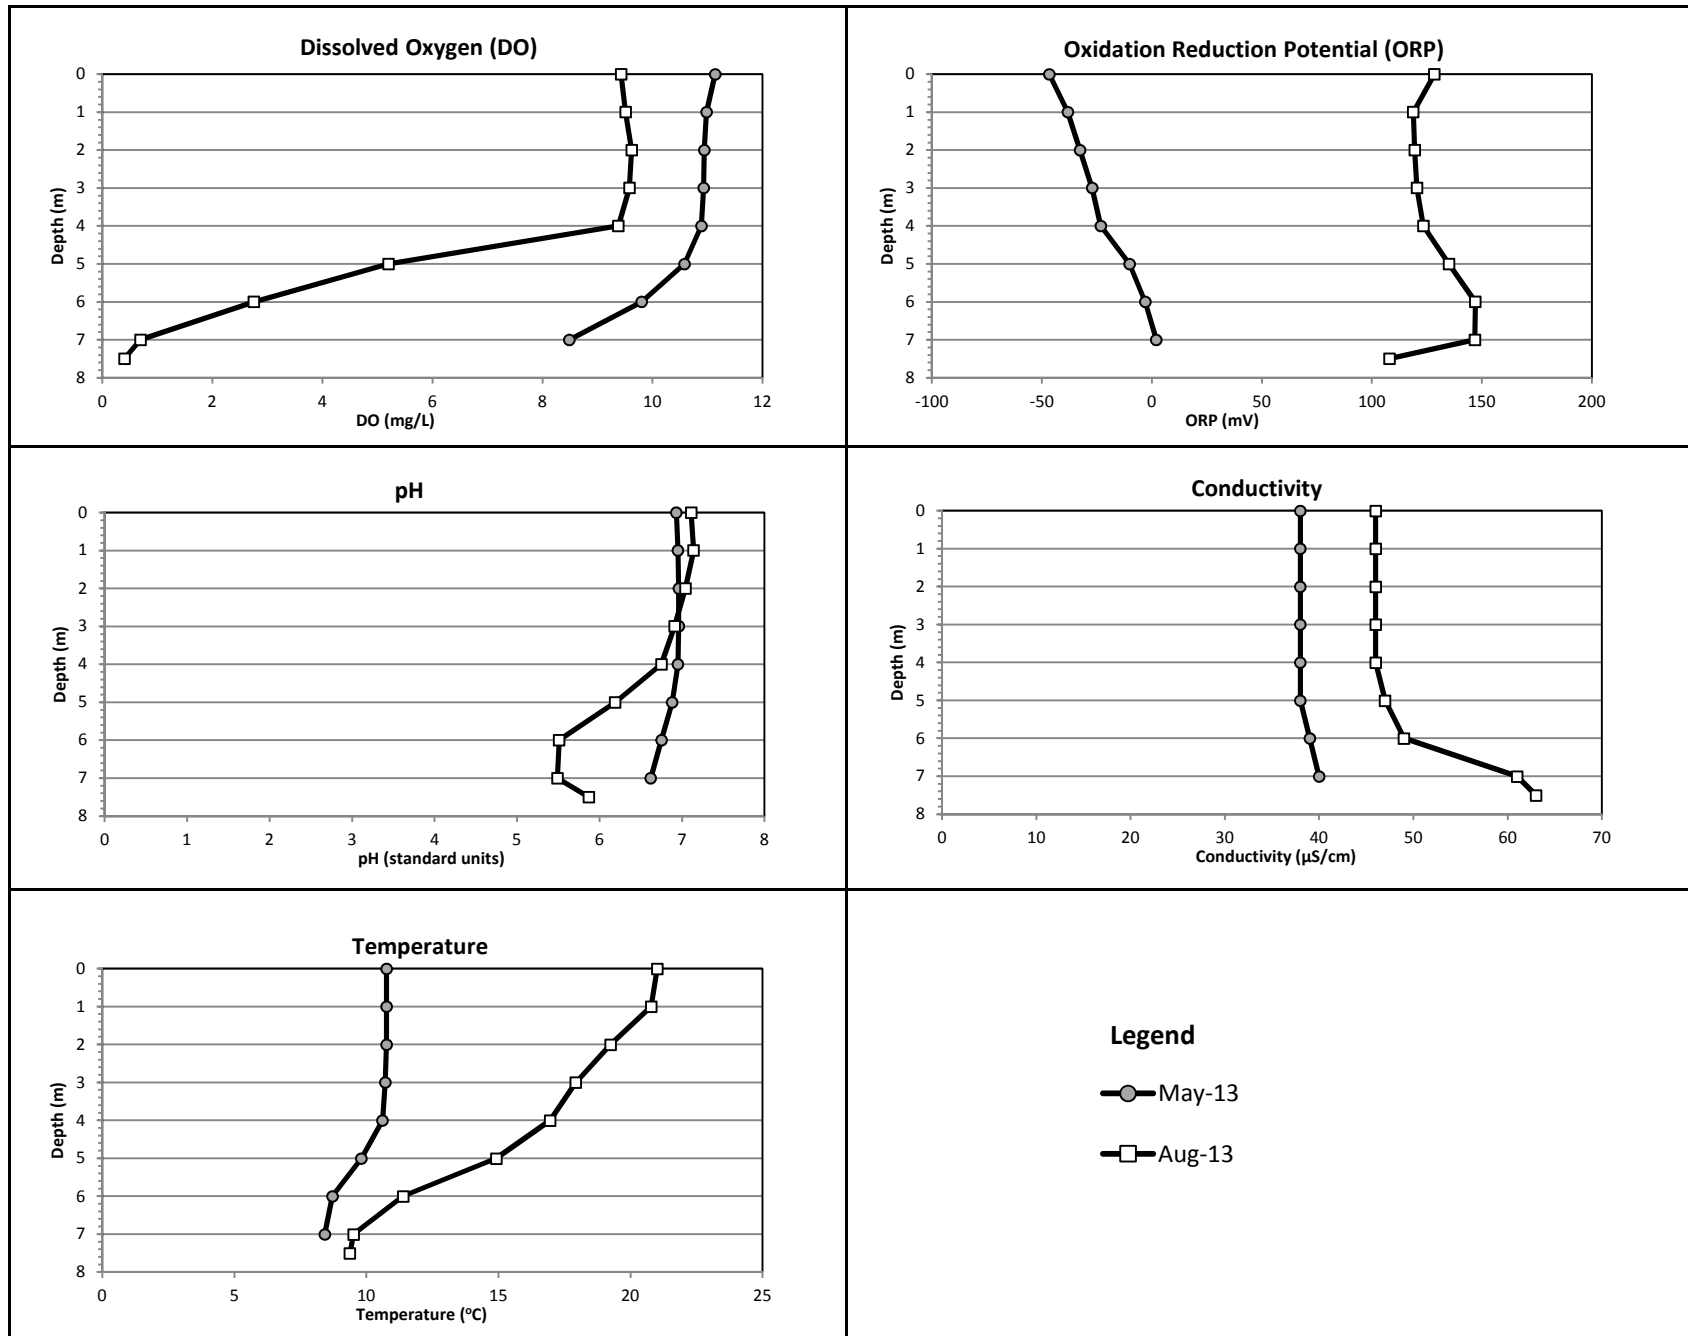 Dissolved Oxygen (DO)
0
1
2
3
4
5
6
7
8
Depth (m)
0 2 4 6 8 10 12
DO (mg/L)
Oxidation Reduction Potential (ORP)
0
1
2
3
4
5
6
7
8
Depth (m)
-100 -50 0 50 100 150 200
ORP (mV)
pH
0
1
2
3
4
5
6
7
8
Depth (m)
0 1 2 3 4 5 6 7 8
pH (standard units)
Conductivity
0
1
2
3
4
5
6
7
8
Depth (m)
0 10 20 30 40 50 60 70
Conductivity (µS/cm)
Temperature
0
1
2
3
4
5
6
7
8
Depth (m)
0 5 10 15 20 25
Temperature (°C)
Legend
May-13
Aug-13